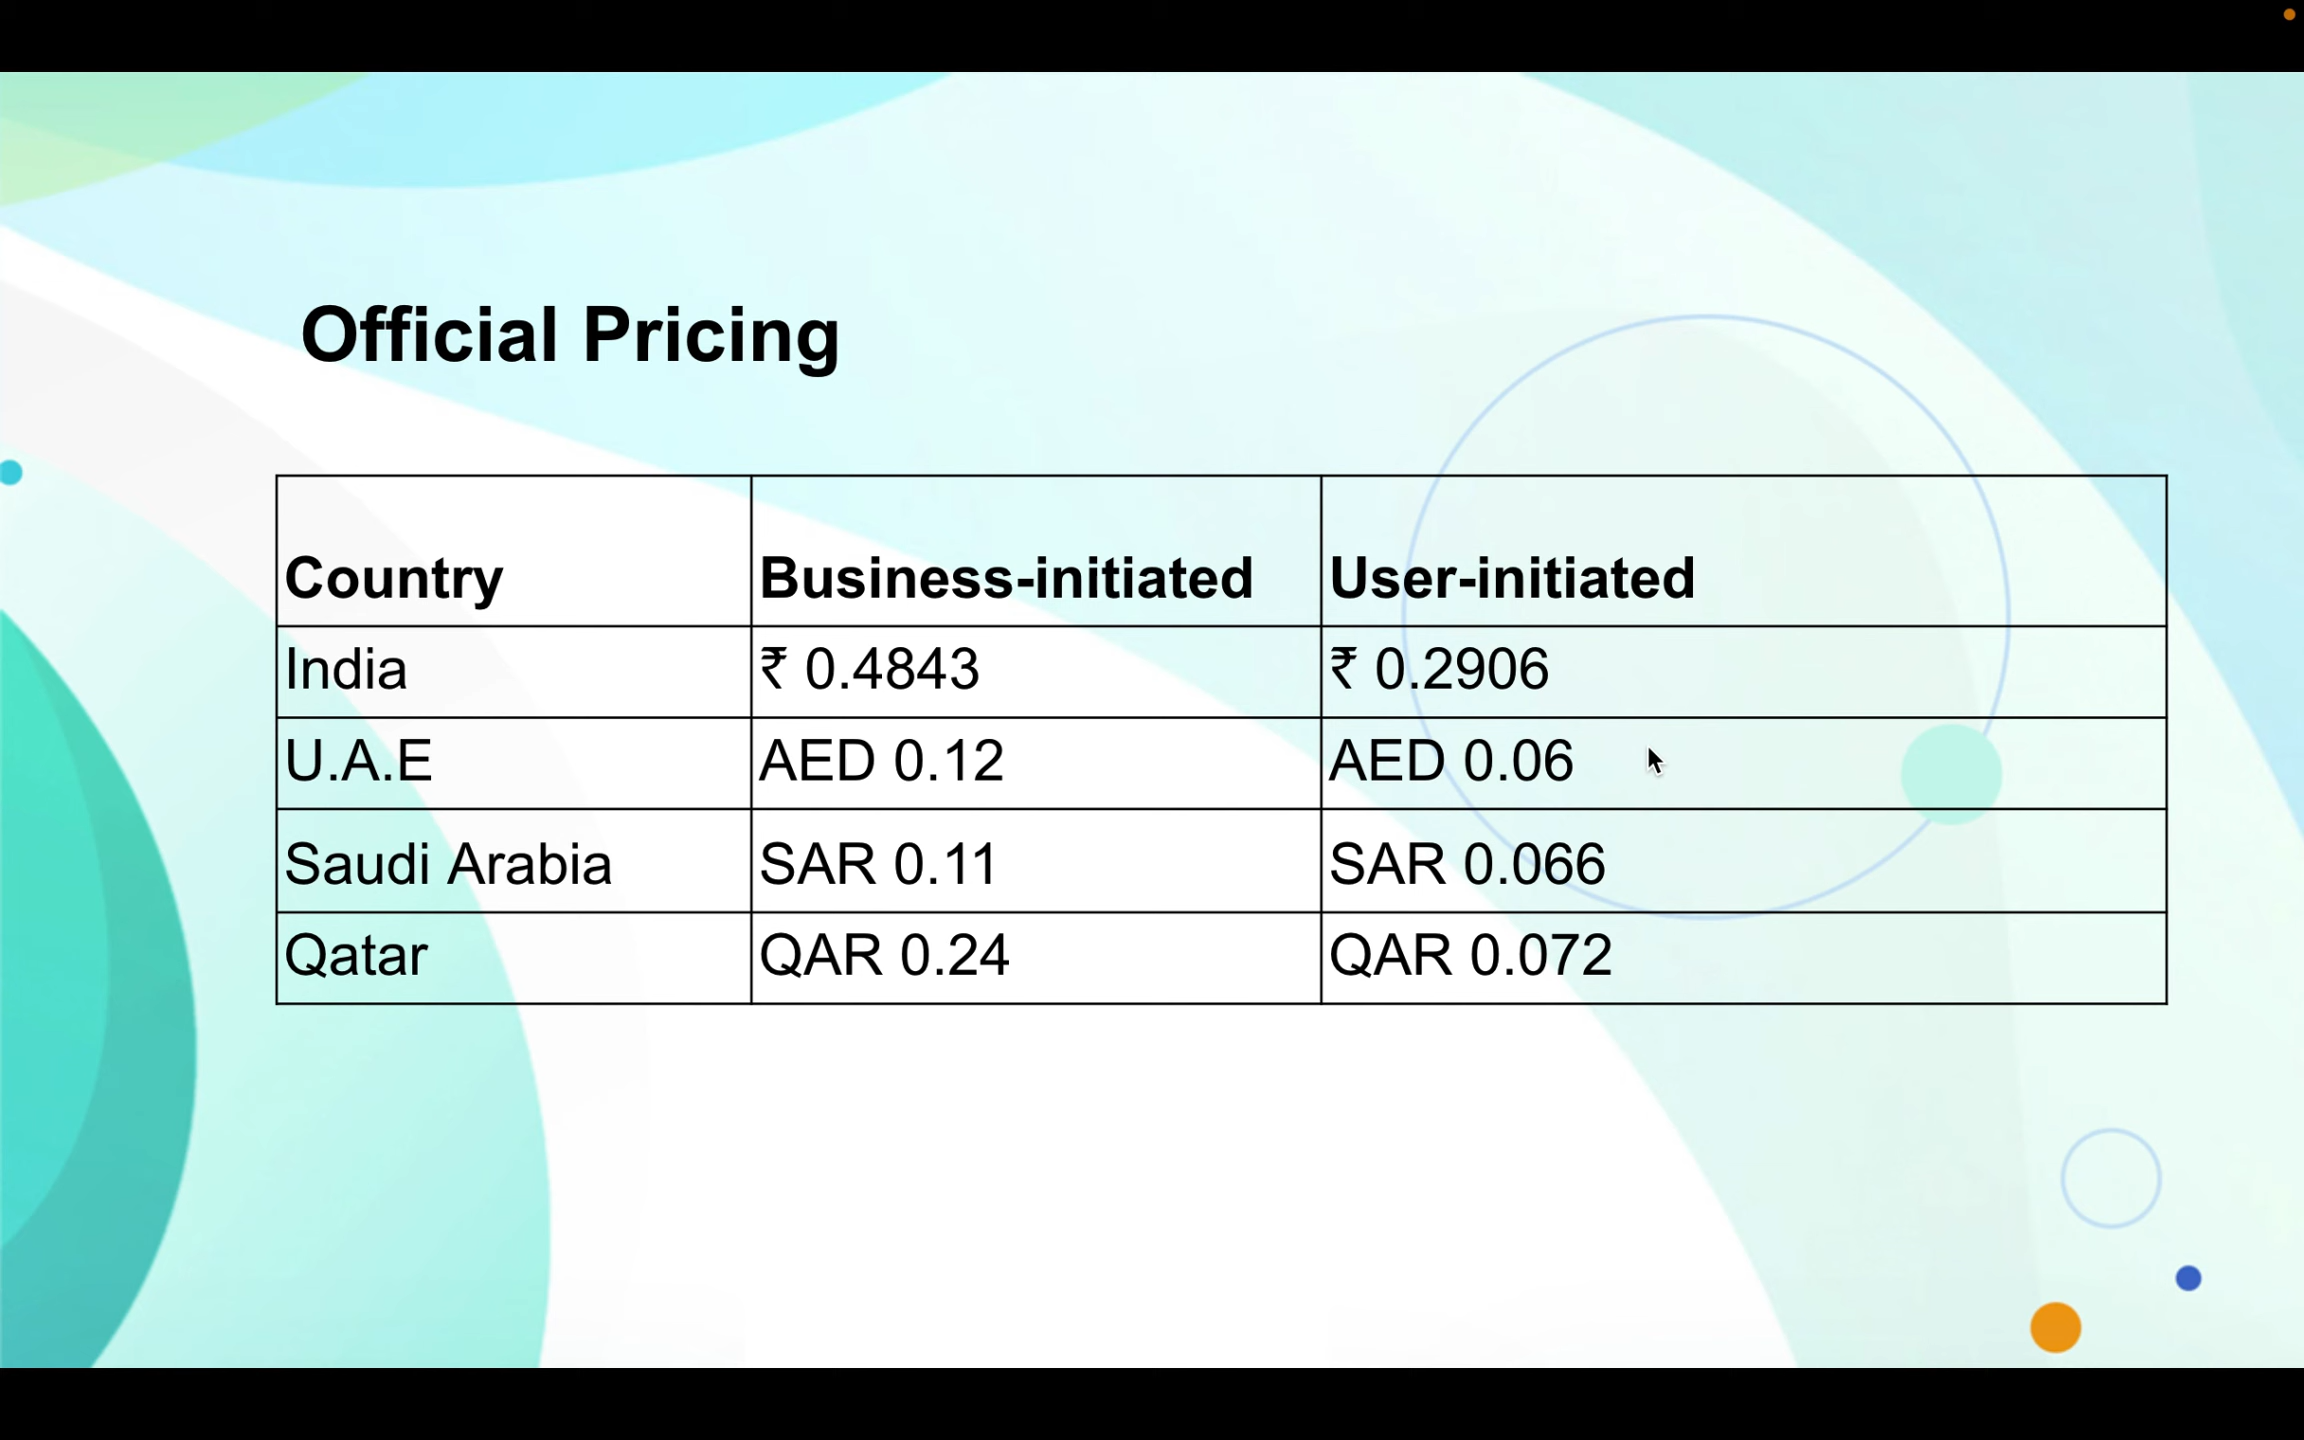 Official Pricing
Country Business-initiated User-initiated
India ₹ 0.4843 ₹ 0.2906
U.A.E AED 0.12 AED 0.06
Saudi Arabia SAR 0.11 SAR 0.066
Qatar QAR 0.24 QAR 0.072